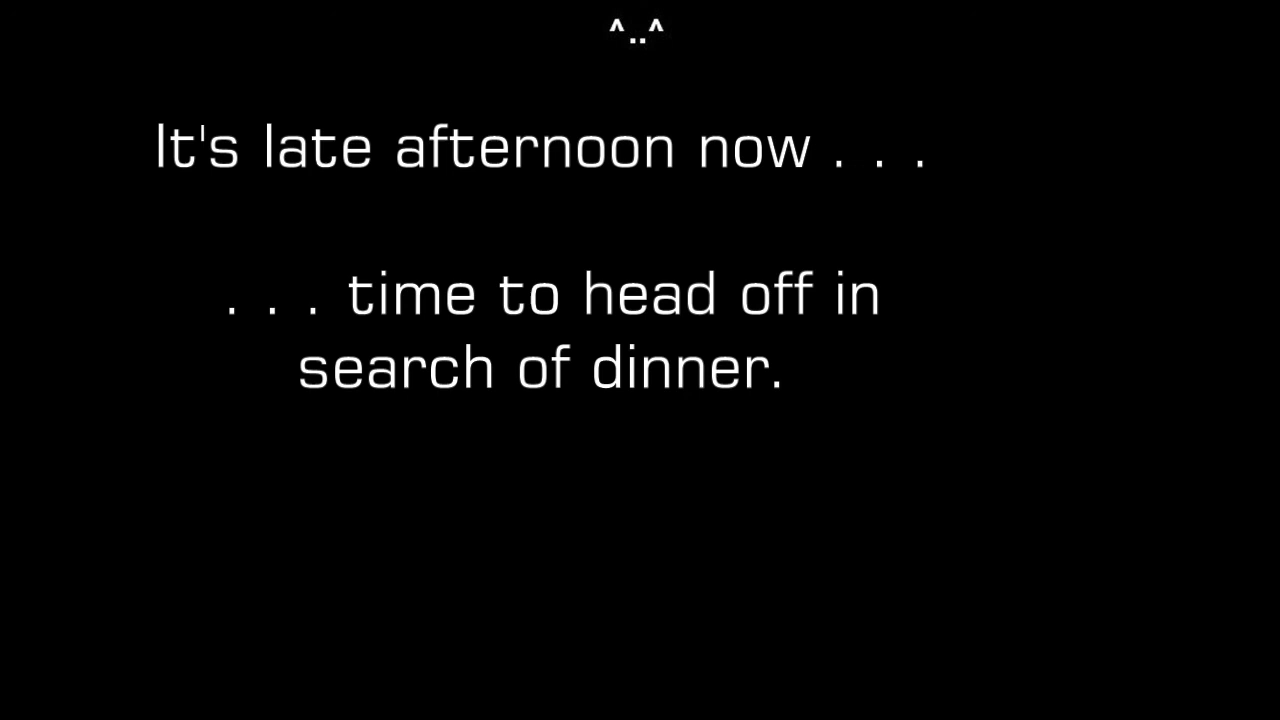 ^..^
It's late afternoon now . . .
. . . time to head off in
search of dinner.